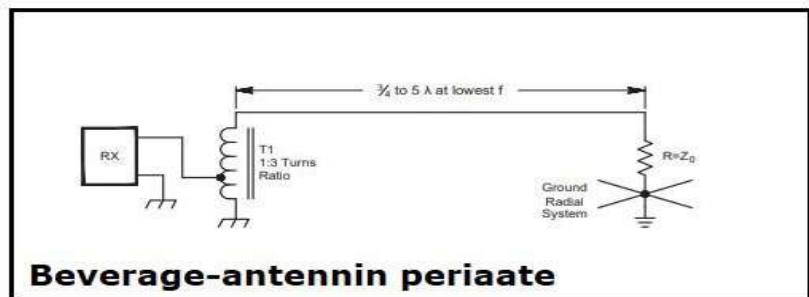 ¾ to 5 λ at lowest f
RX
T1
1:3 Turns
Ratio
R=Z₀
Ground
Radial
System
Beverage-antennin periaate